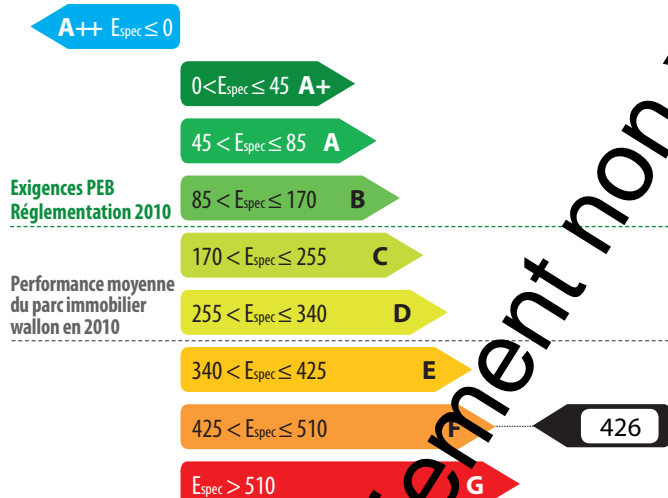 A++ Espec ≤ 0
0<Espec ≤ 45 A+
45 < Espec ≤ 85 A
Exigences PEB
Réglementation 2010
85 < Espec ≤ 170 B
170 < Espec ≤ 255 C
Performance moyenne
du parc immobilier
wallon en 2010
255 < Espec ≤ 340 D
340 < Espec ≤ 425 E
425 < Espec ≤ 510 F
426
Espec > 510 G
non